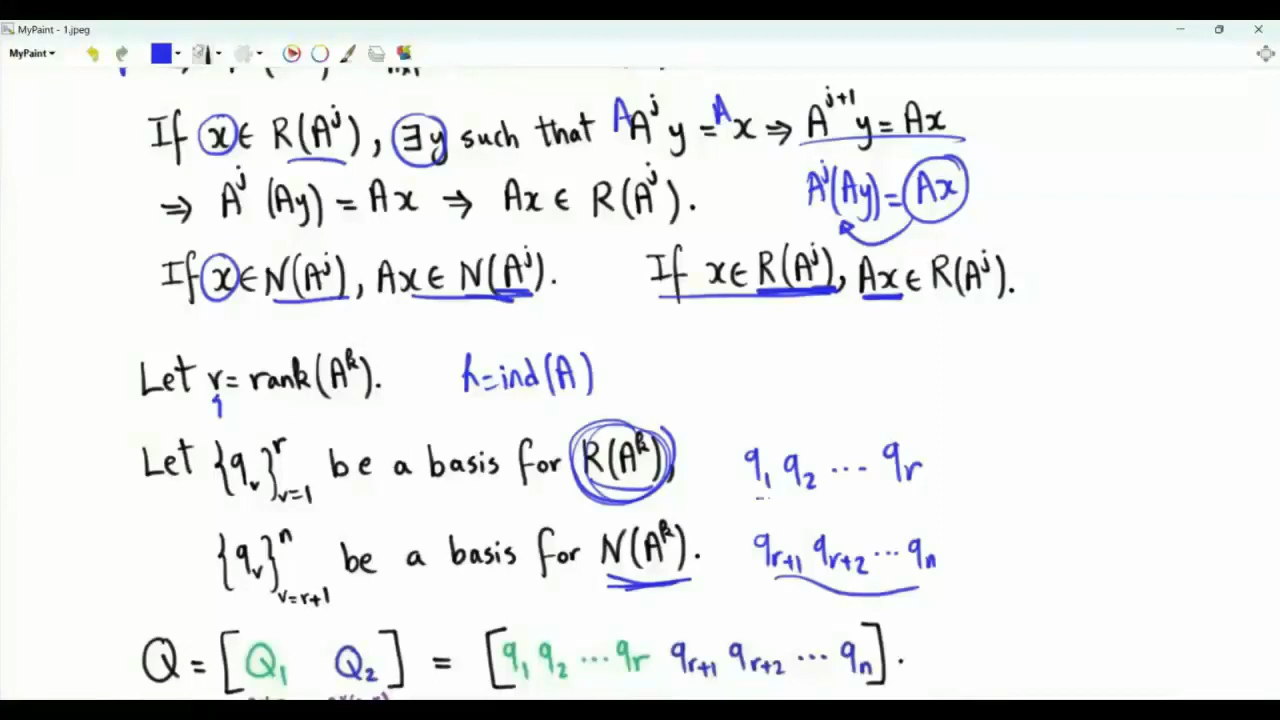 MyPaint - 1.jpeg
MyPaint
If x ∈ R(A^j), ∃y such that AA^j y = Ax ⇒ A^{j+1} y = Ax
A^j(Ay) = Ax
⇒ A^j (Ay) = Ax ⇒ Ax ∈ R(A^j).
If x ∈ N(A^j), Ax ∈ N(A^j). If x ∈ R(A^j), Ax ∈ R(A^j).
Let r = rank(A^k). k=ind(A)
Let {q_v}_{v=1}^r be a basis for R(A^k), q_1 q_2 ... q_r
{q_v}_{v=r+1}^n be a basis for N(A^k). q_{r+1} q_{r+2} ... q_n
Q = [Q_1 Q_2] = [q_1 q_2 ... q_r q_{r+1} q_{r+2} ... q_n].